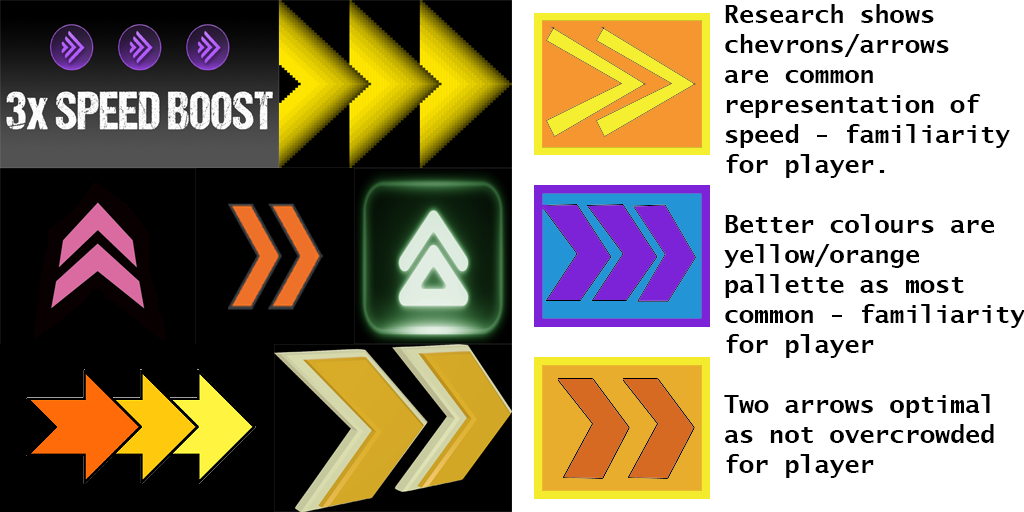 3x SPEED BOOST
Research shows
chevrons/arrows
are common
representation of
speed - familiarity
for player.
Better colours are
yellow/orange
pallette as most
common - familiarity
for player
Two arrows optimal
as not overcrowded
for player